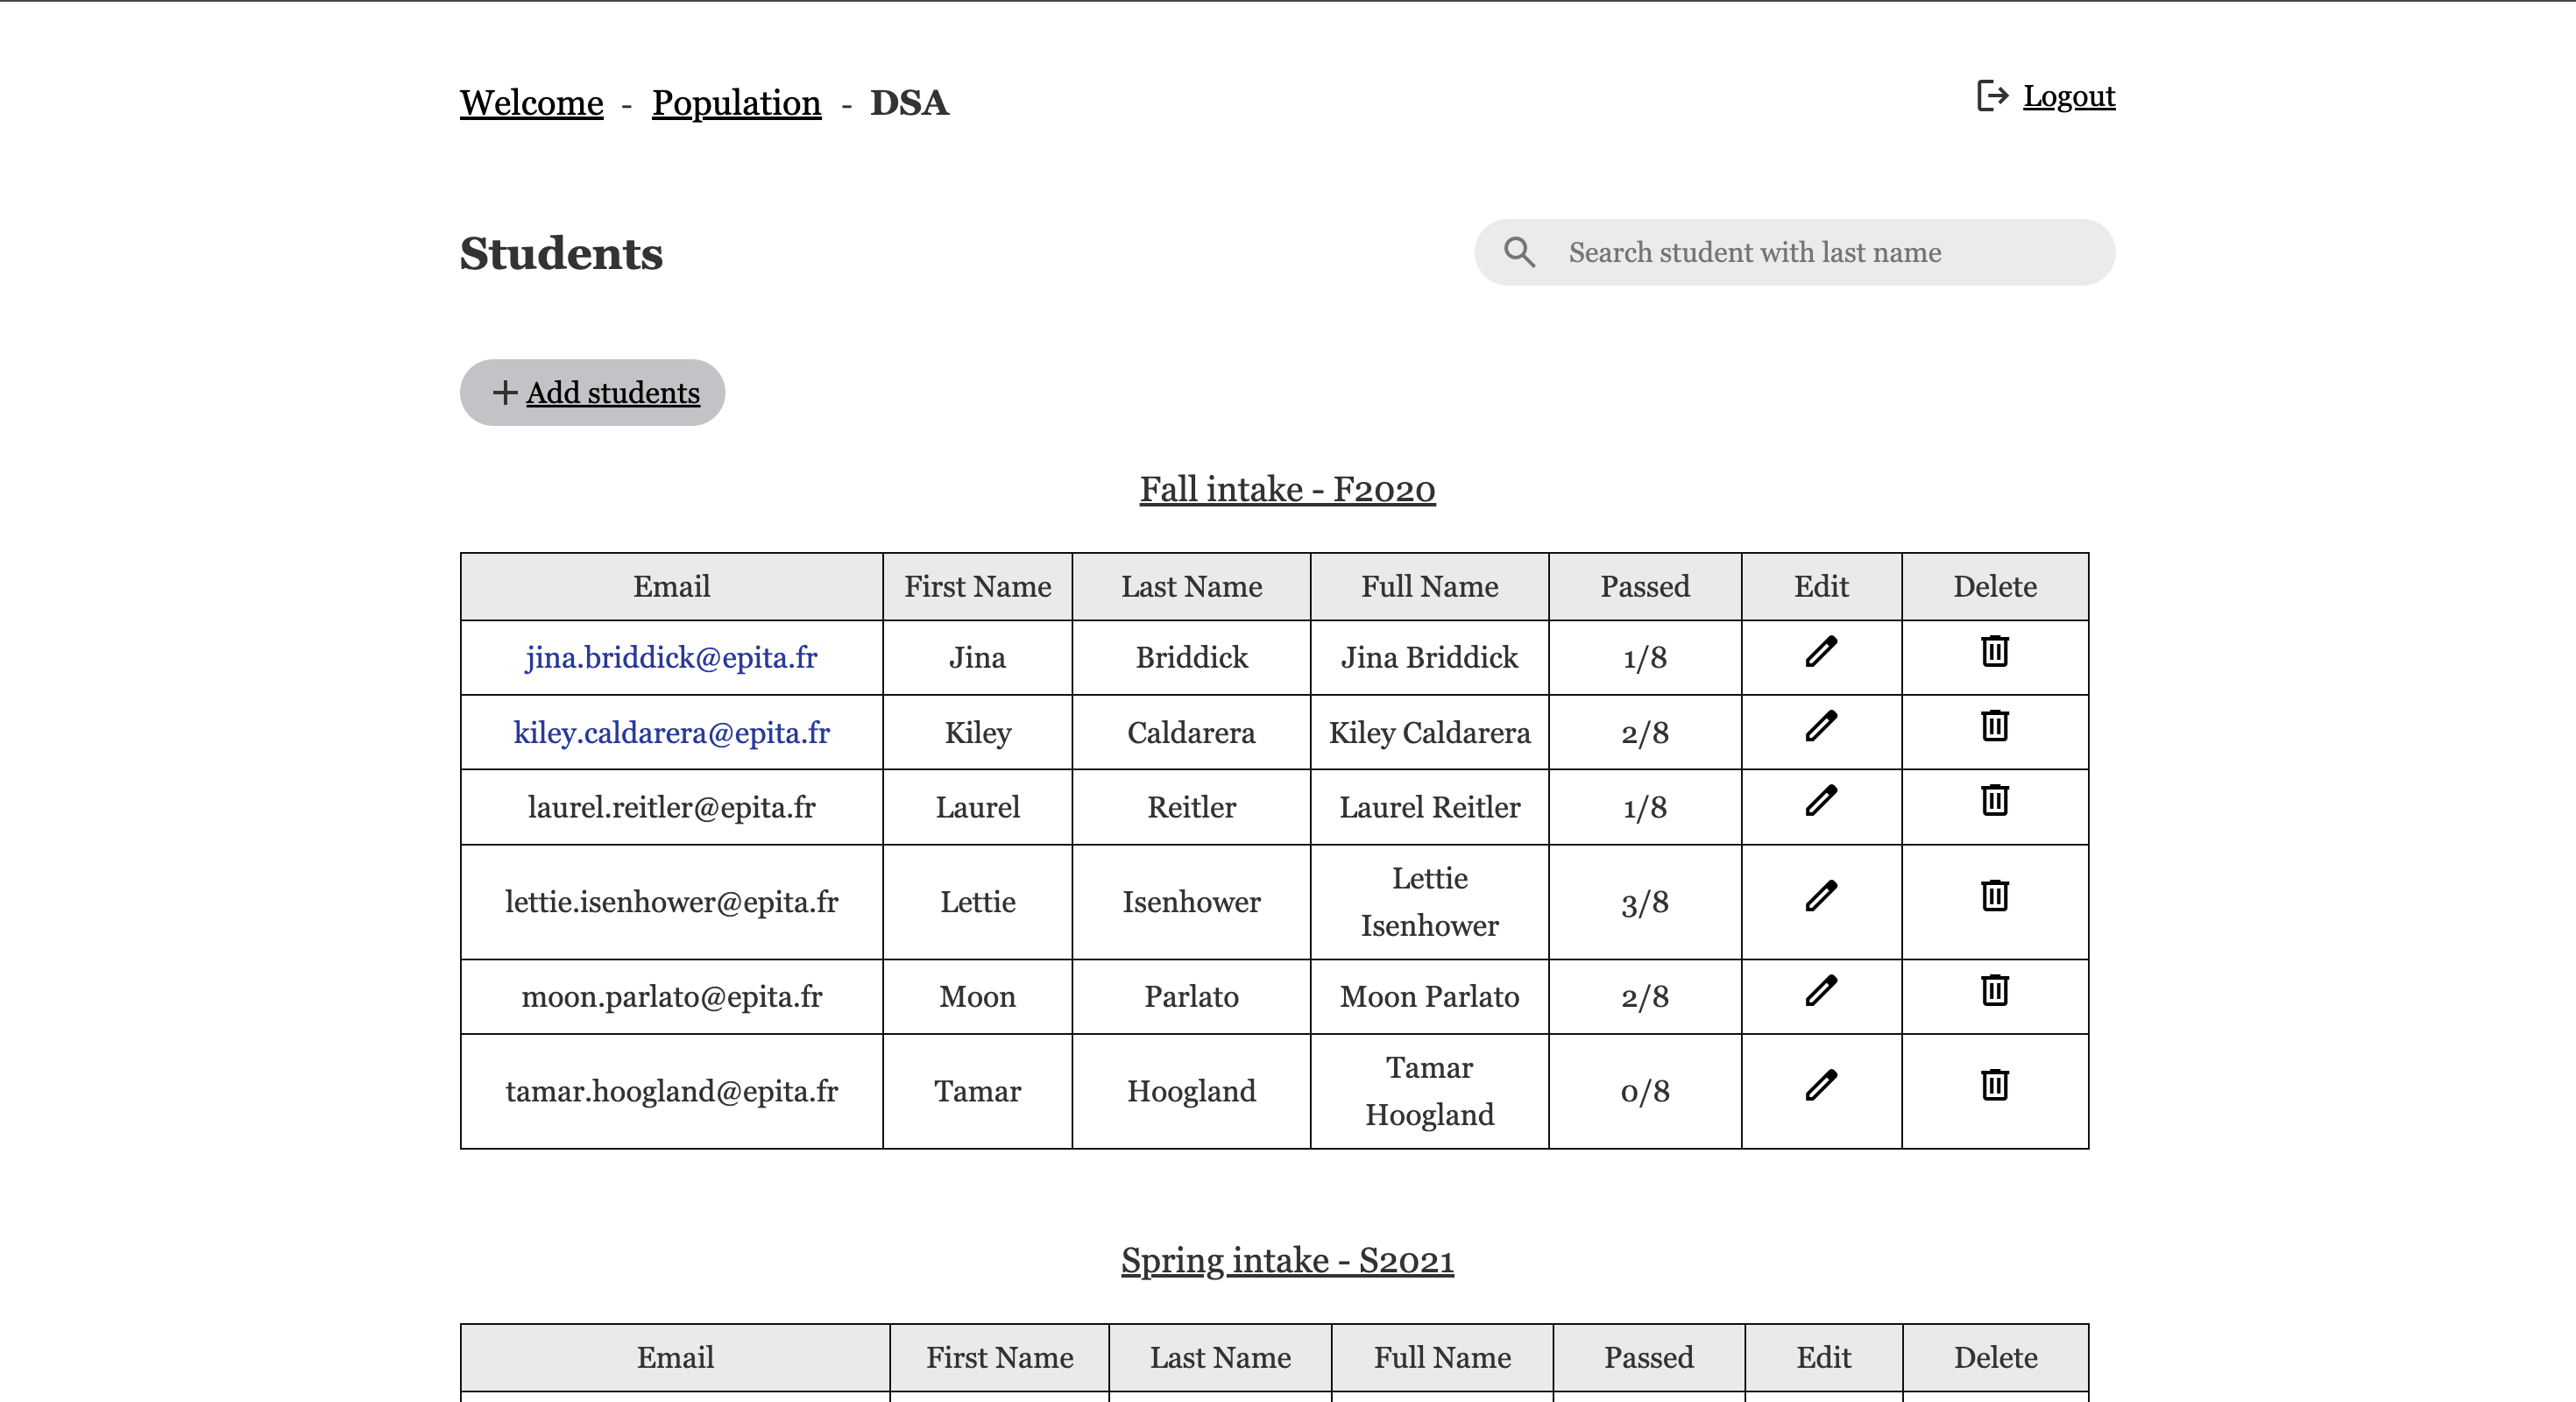 Welcome - Population - DSA
Logout
Students
Search student with last name
Add students
Fall intake - F2020
Email First Name Last Name Full Name Passed Edit Delete
jina.briddick@epita.fr Jina Briddick Jina Briddick 1/8
kiley.caldarera@epita.fr Kiley Caldarera Kiley Caldarera 2/8
laurel.reitler@epita.fr Laurel Reitler Laurel Reitler 1/8
lettie.isenhower@epita.fr Lettie Isenhower Lettie Isenhower 3/8
moon.parlato@epita.fr Moon Parlato Moon Parlato 2/8
tamar.hoogland@epita.fr Tamar Hoogland Tamar Hoogland 0/8
Spring intake - S2021
Email First Name Last Name Full Name Passed Edit Delete